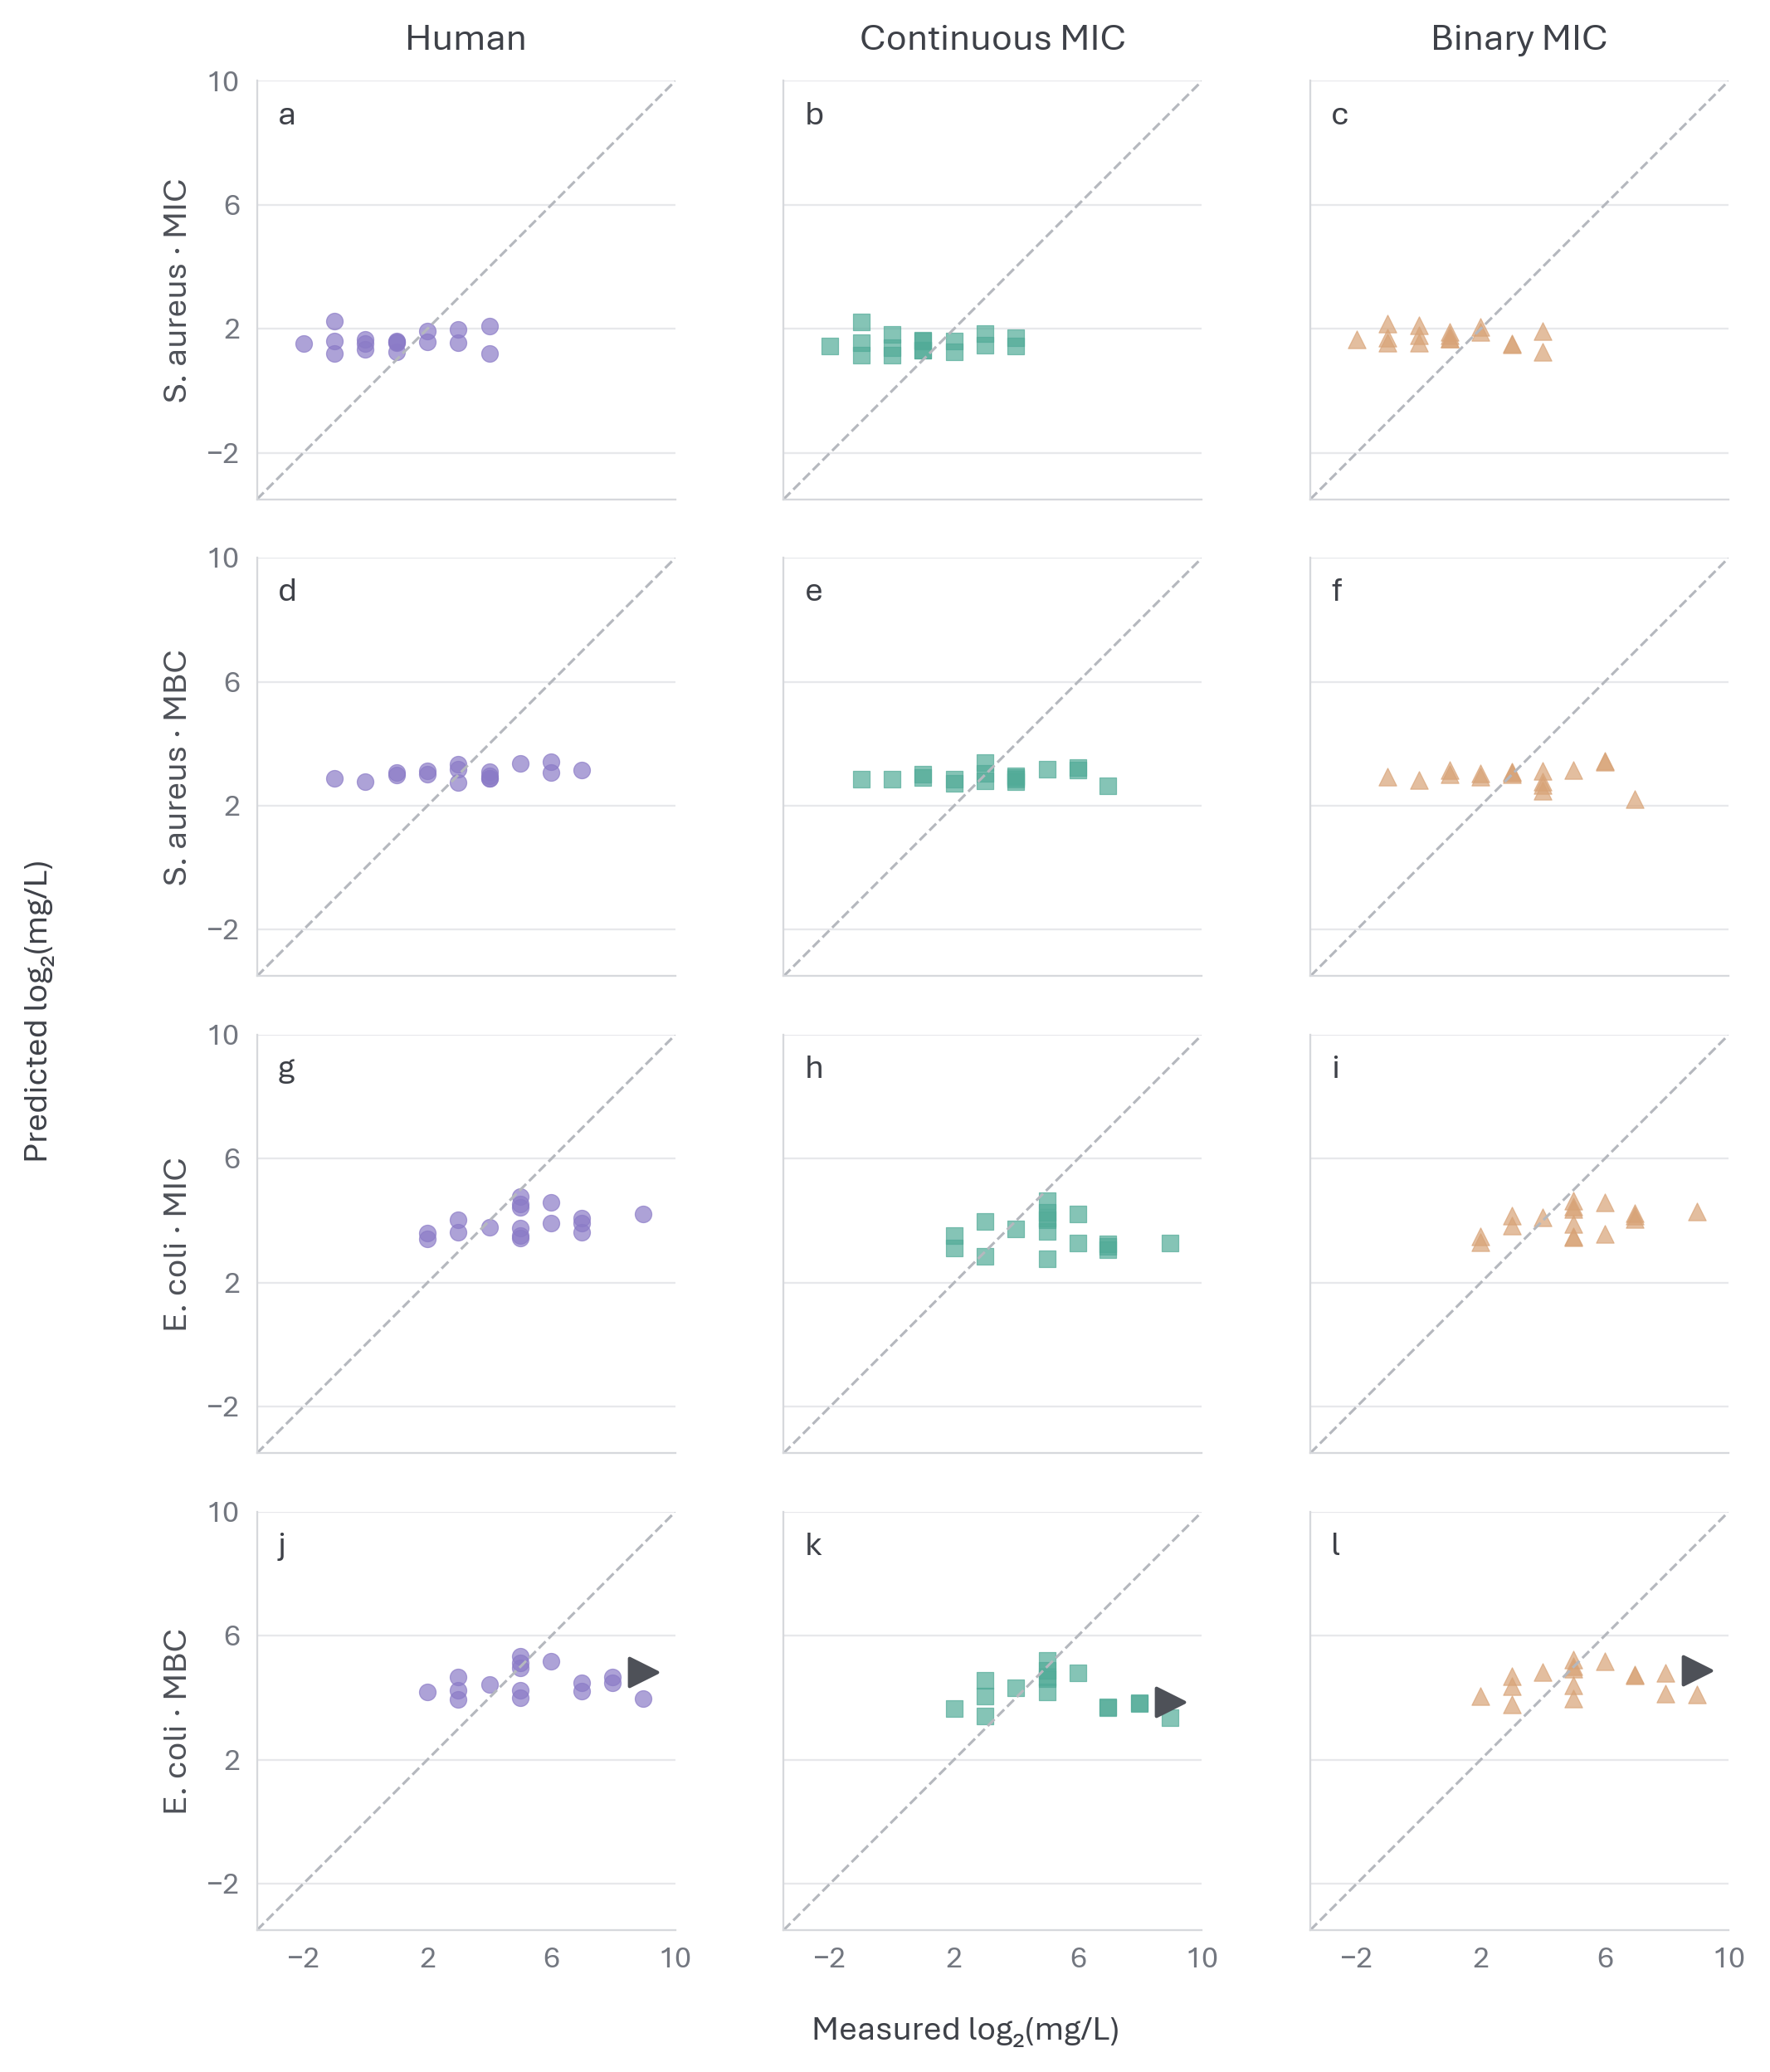 Human Continuous MIC Binary MIC
Predicted log₂(mg/L)
S. aureus · MIC
10
6
2
−2
a
b
c
S. aureus · MBC
10
6
2
−2
d
e
f
E. coli · MIC
10
6
2
−2
g
h
i
E. coli · MBC
10
6
2
−2
j
k
l
−2 2 6 10 −2 2 6 10 −2 2 6 10
Measured log₂(mg/L)